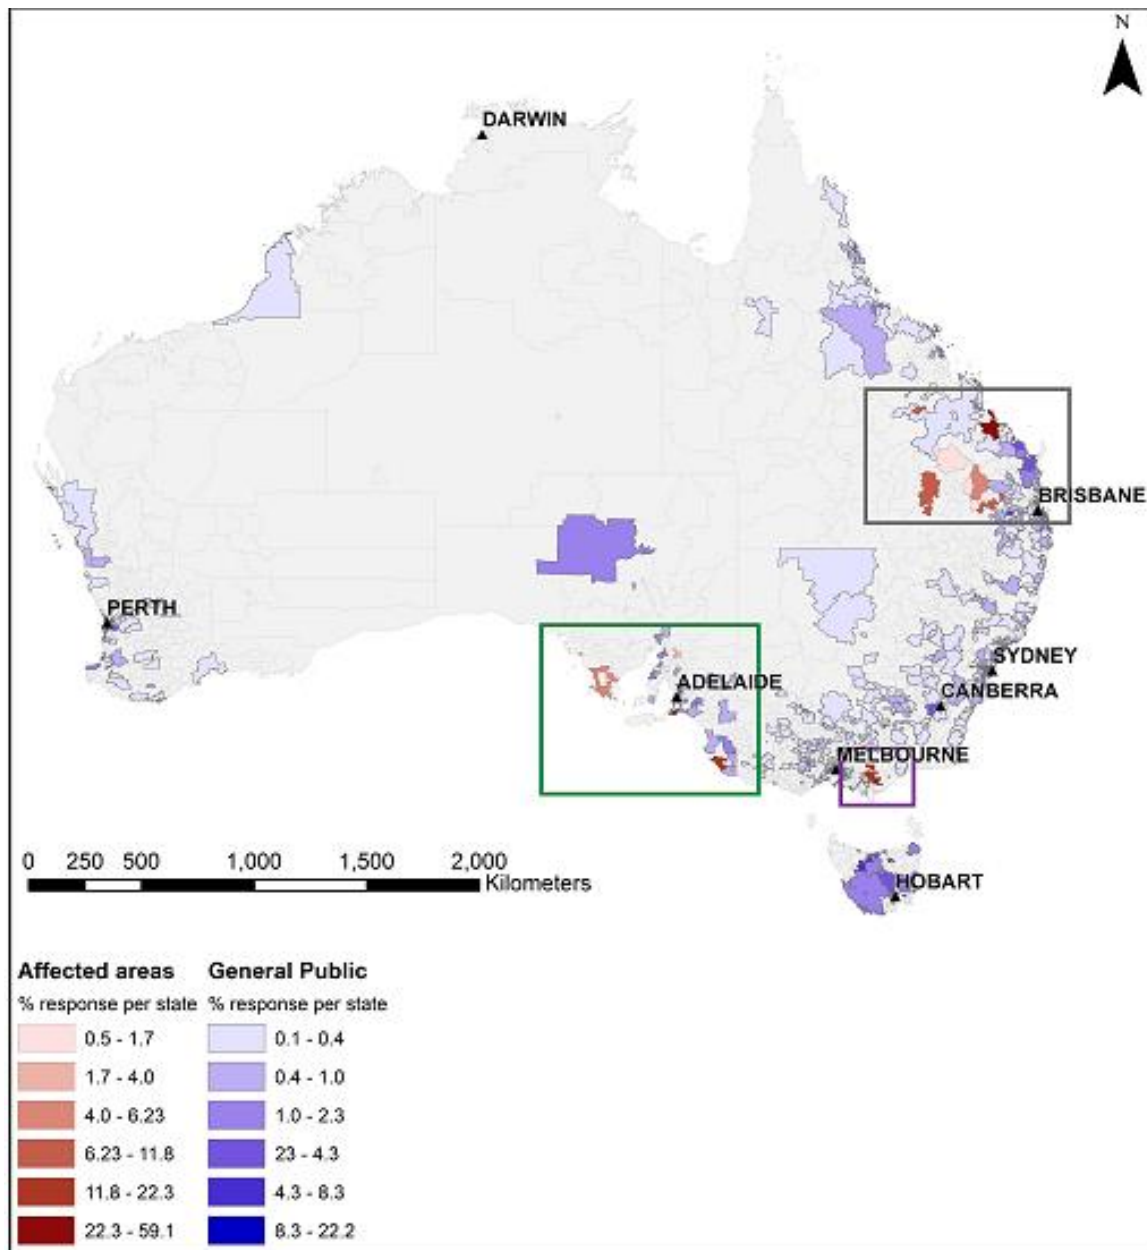 N
DARWIN
BRISBANE
PERTH
SYDNEY
ADELAIDE
CANBERRA
MELBOURNE
0 250 500 1,000 1,500 2,000
Kilometers
HOBART
Affected areas General Public
% response per state % response per state
0.5 - 1.7 0.1 - 0.4
1.7 - 4.0 0.4 - 1.0
4.0 - 6.23 1.0 - 2.3
6.23 - 11.8 23 - 4.3
11.8 - 22.3 4.3 - 8.3
22.3 - 59.1 8.3 - 22.2